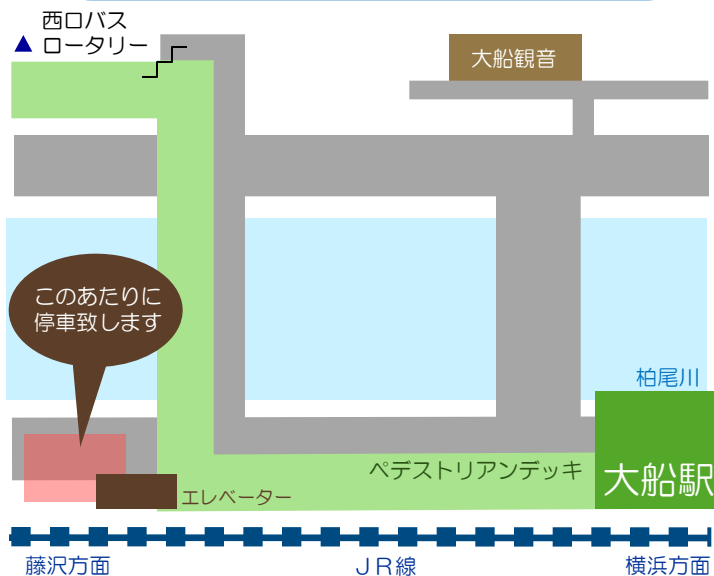 西口バス
▲ ロータリー
大船観音
このあたりに
停車致します
柏尾川
ペデストリアンデッキ
大船駅
エレベーター
藤沢方面
JR線
横浜方面